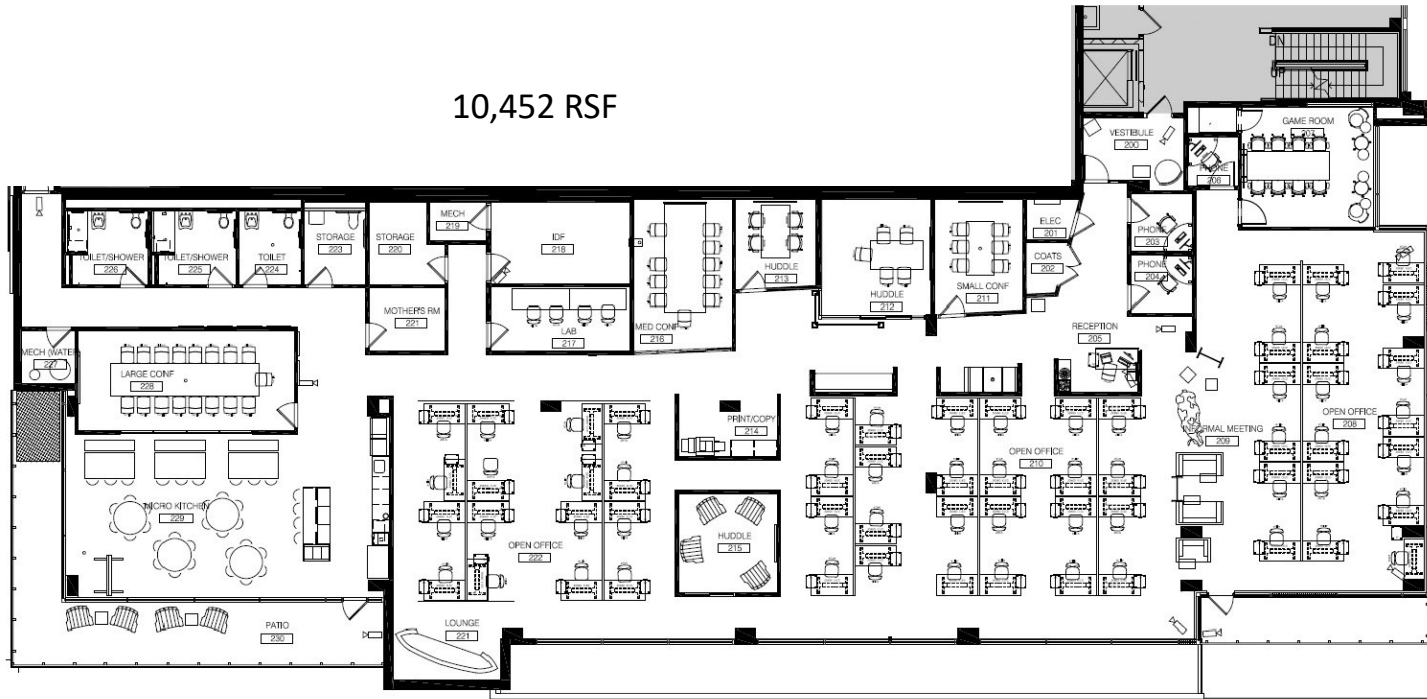 10,452 RSF
VESTIBULE
200
GAME ROOM
207
PHONE
206
MECH
219
ELEC
201
PHONE
203
TOILET/SHOWER
226
TOILET/SHOWER
225
TOILET
224
STORAGE
223
STORAGE
220
IDF
218
HUDDLE
213
HUDDLE
212
SMALL CONF
211
COATS
202
PHONE
204
MOTHER'S RM
221
LAB
217
MED CONF
216
RECEPTION
205
MECH (WATER
227
LARGE CONF
228
PRINT/COPY
214
OPEN OFFICE
208
INFORMAL MEETING
209
OPEN OFFICE
210
MICRO KITCHEN
229
OPEN OFFICE
222
HUDDLE
215
PATIO
230
LOUNGE
221